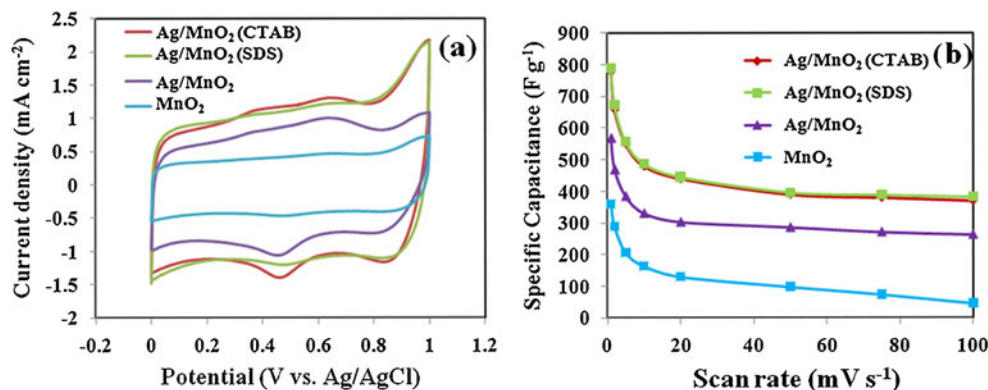 (a)
Ag/MnO₂ (CTAB)
Ag/MnO₂ (SDS)
Ag/MnO₂
MnO₂
Current density (mA cm⁻²)
2.5
2
1.5
1
0.5
0
-0.5
-1
-1.5
-2
-0.2 0 0.2 0.4 0.6 0.8 1 1.2
Potential (V vs. Ag/AgCl)
(b)
Ag/MnO₂ (CTAB)
Ag/MnO₂ (SDS)
Ag/MnO₂
MnO₂
Specific Capacitance (F g⁻¹)
900
800
700
600
500
400
300
200
100
0
0 20 40 60 80 100
Scan rate (mV s⁻¹)